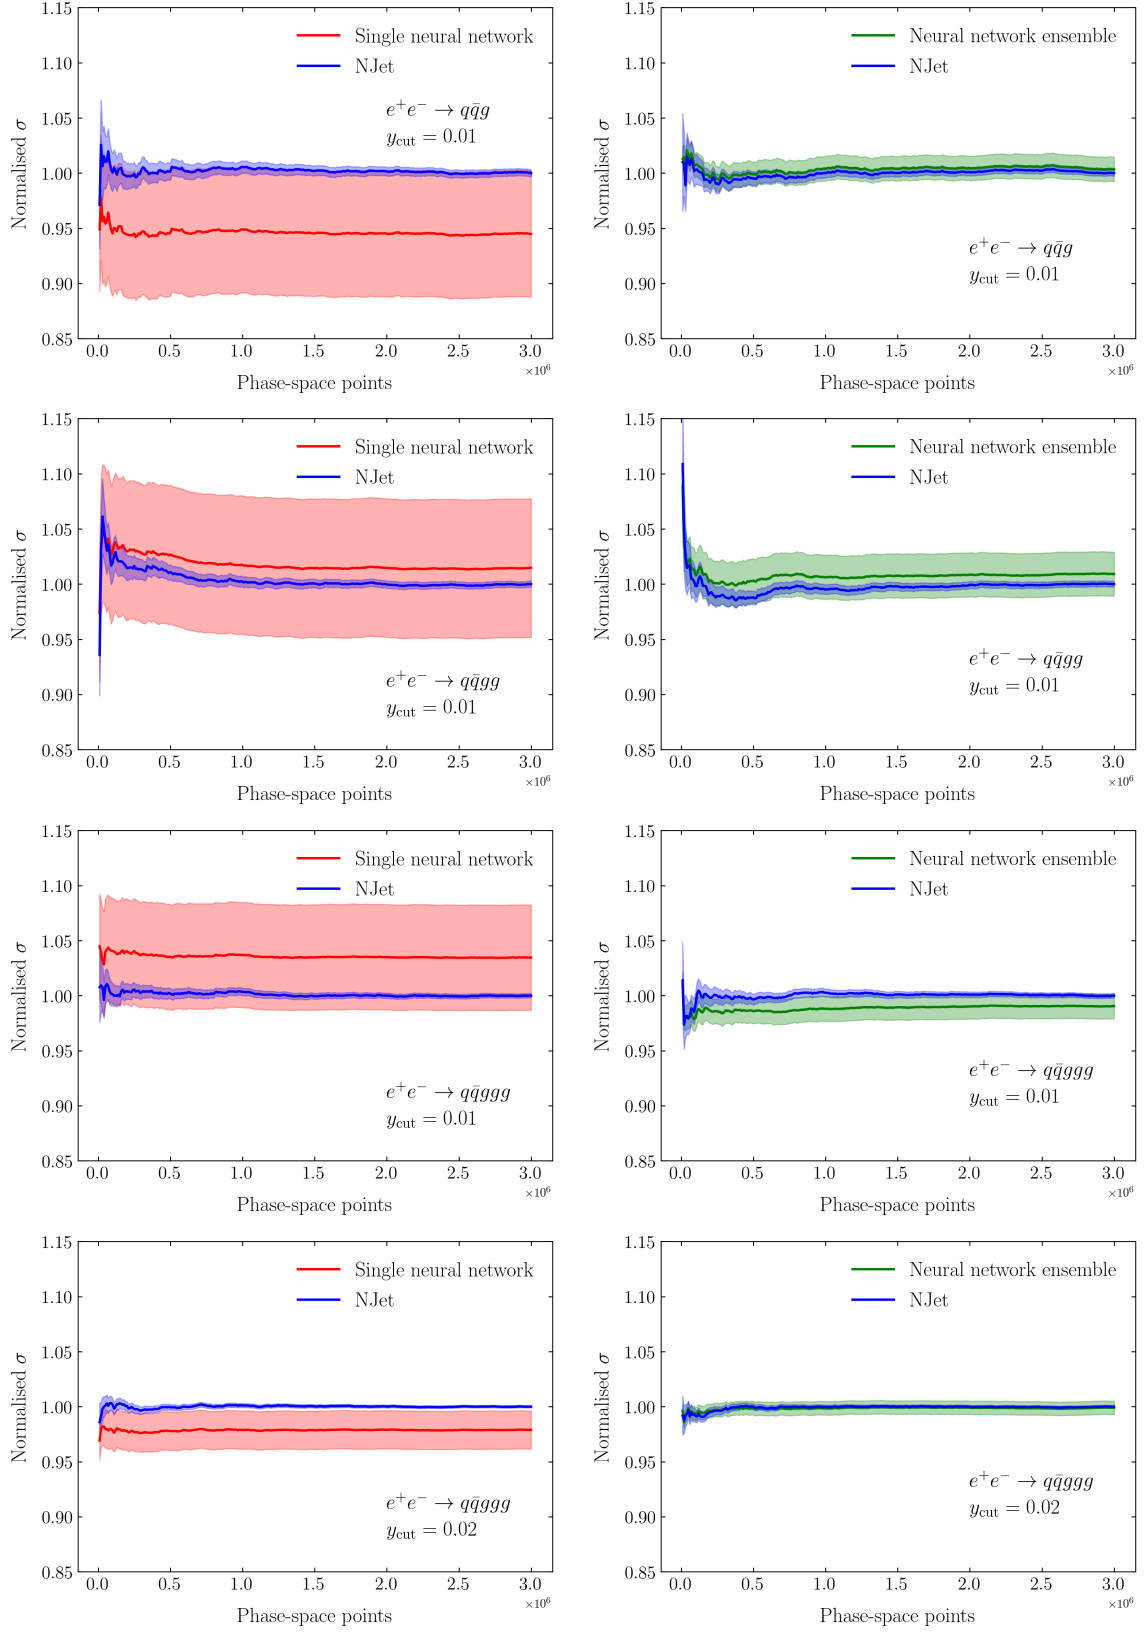 1.15
1.10
1.05
1.00
0.95
0.90
0.85
Normalised σ
Single neural network
NJet
e⁺e⁻ → qq̄g
y_cut = 0.01
0.0 0.5 1.0 1.5 2.0 2.5 3.0
×10⁶
Phase-space points
1.15
1.10
1.05
1.00
0.95
0.90
0.85
Normalised σ
Neural network ensemble
NJet
e⁺e⁻ → qq̄g
y_cut = 0.01
0.0 0.5 1.0 1.5 2.0 2.5 3.0
×10⁶
Phase-space points
1.15
1.10
1.05
1.00
0.95
0.90
0.85
Normalised σ
Single neural network
NJet
e⁺e⁻ → qq̄gg
y_cut = 0.01
0.0 0.5 1.0 1.5 2.0 2.5 3.0
×10⁶
Phase-space points
1.15
1.10
1.05
1.00
0.95
0.90
0.85
Normalised σ
Neural network ensemble
NJet
e⁺e⁻ → qq̄gg
y_cut = 0.01
0.0 0.5 1.0 1.5 2.0 2.5 3.0
×10⁶
Phase-space points
1.15
1.10
1.05
1.00
0.95
0.90
0.85
Normalised σ
Single neural network
NJet
e⁺e⁻ → qq̄ggg
y_cut = 0.01
0.0 0.5 1.0 1.5 2.0 2.5 3.0
×10⁶
Phase-space points
1.15
1.10
1.05
1.00
0.95
0.90
0.85
Normalised σ
Neural network ensemble
NJet
e⁺e⁻ → qq̄ggg
y_cut = 0.01
0.0 0.5 1.0 1.5 2.0 2.5 3.0
×10⁶
Phase-space points
1.15
1.10
1.05
1.00
0.95
0.90
0.85
Normalised σ
Single neural network
NJet
e⁺e⁻ → qq̄ggg
y_cut = 0.02
0.0 0.5 1.0 1.5 2.0 2.5 3.0
×10⁶
Phase-space points
1.15
1.10
1.05
1.00
0.95
0.90
0.85
Normalised σ
Neural network ensemble
NJet
e⁺e⁻ → qq̄ggg
y_cut = 0.02
0.0 0.5 1.0 1.5 2.0 2.5 3.0
×10⁶
Phase-space points